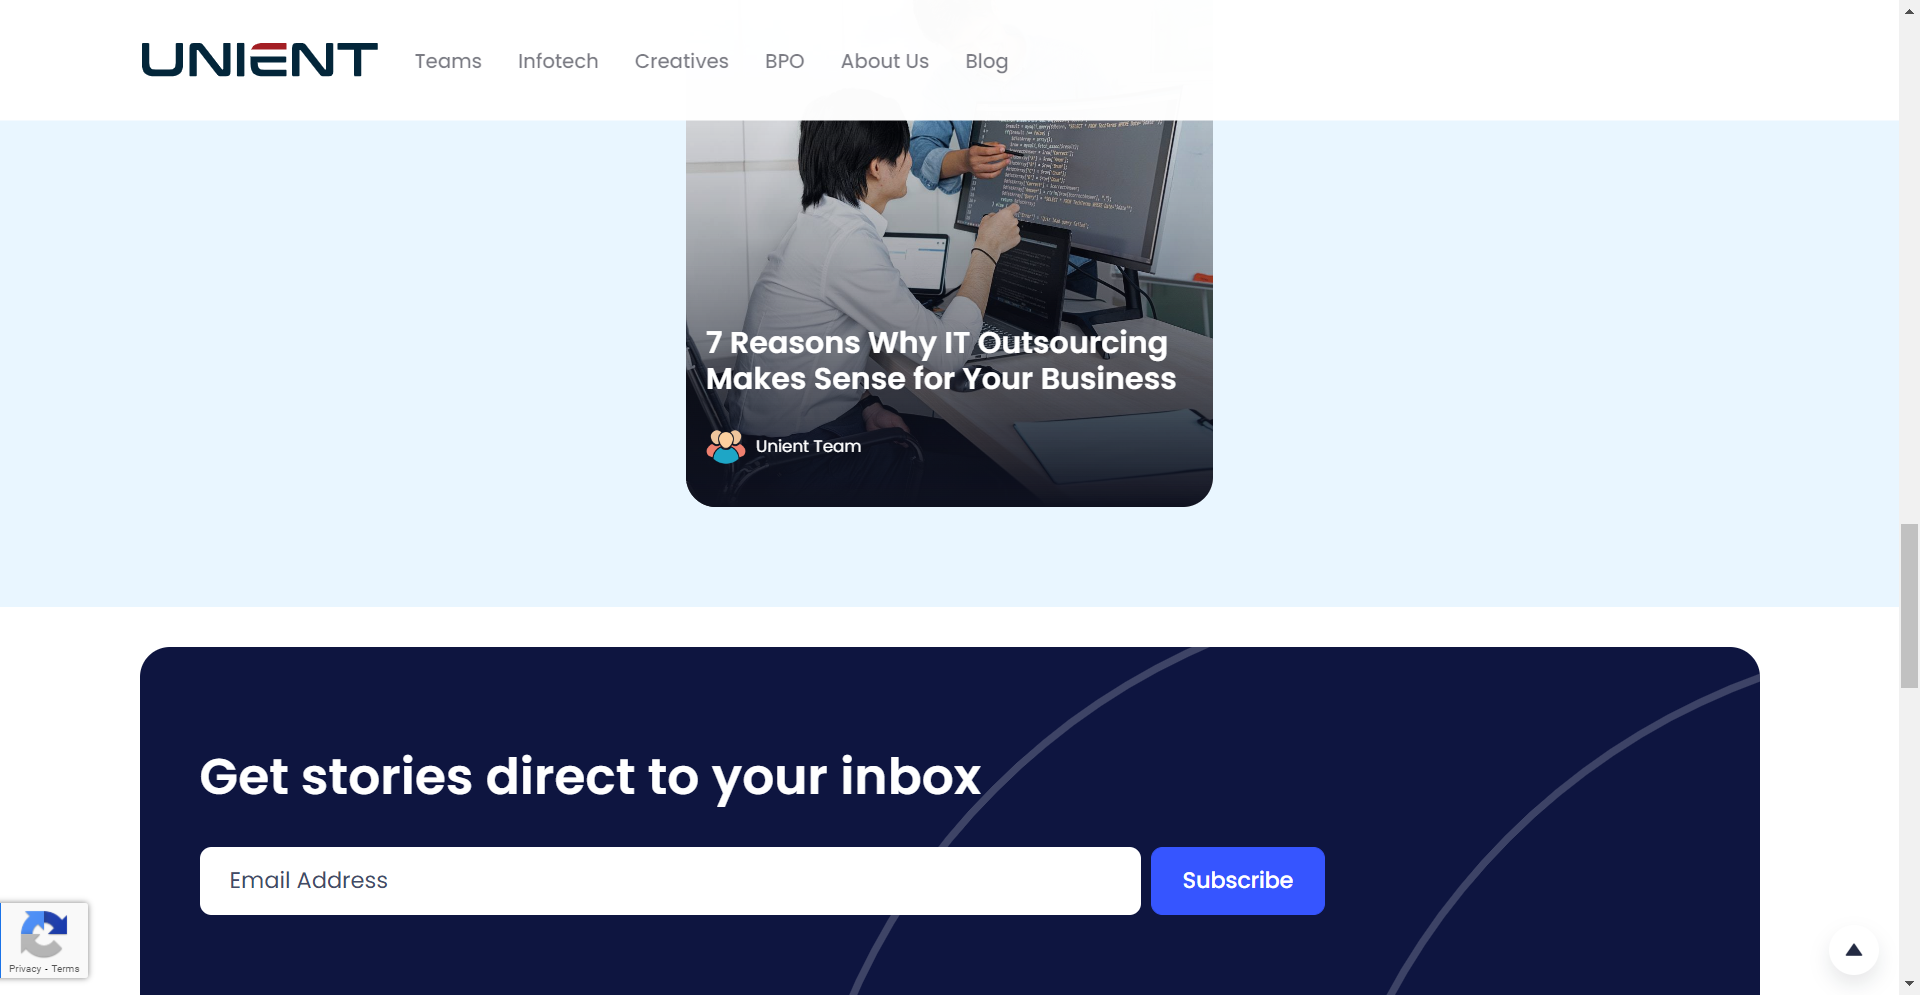 UNIENT
Teams
Infotech
Creatives
BPO
About Us
Blog
7 Reasons Why IT Outsourcing
Makes Sense for Your Business
Unient Team
Get stories direct to your inbox
Email Address
Subscribe
Privacy - Terms